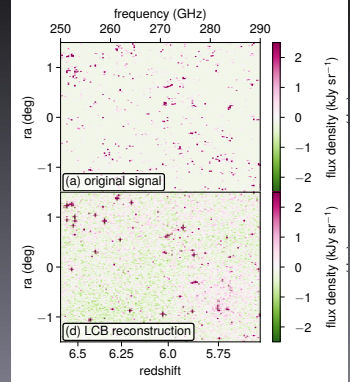 frequency (GHz)
250 260 270 280 290
1
0
−1
ra (deg)
(a) original signal
2
1
0
−1
−2
flux density (kJy sr⁻¹)
1
0
−1
ra (deg)
(d) LCB reconstruction
2
1
0
−1
−2
flux density (kJy sr⁻¹)
6.5 6.25 6.0 5.75
redshift